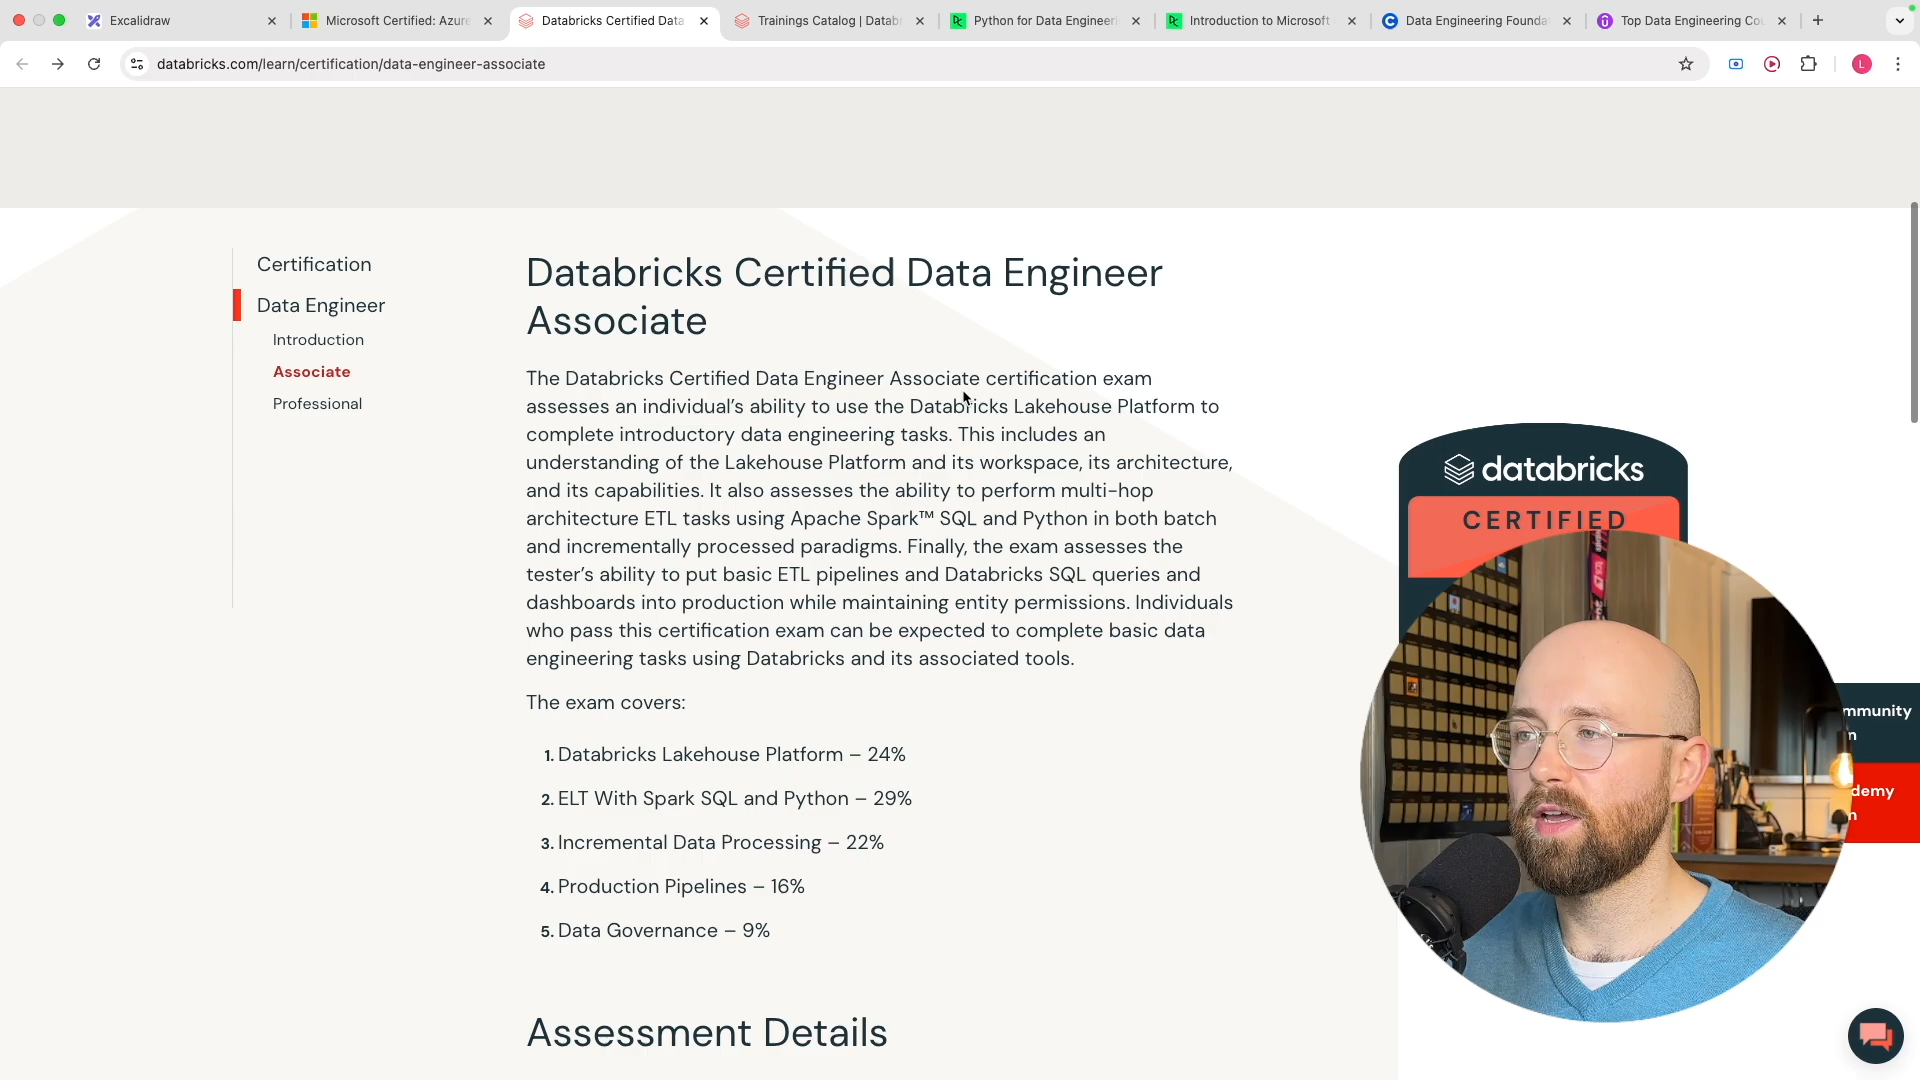 Excalidraw
Microsoft Certified: Azure
Databricks Certified Data
Trainings Catalog | Datab
Python for Data Engineeri
Introduction to Microsoft
Data Engineering Founda
Top Data Engineering Co
databricks.com/learn/certification/data-engineer-associate
L
Certification
Data Engineer
Introduction
Associate
Professional
Databricks Certified Data Engineer
Associate
The Databricks Certified Data Engineer Associate certification exam
assesses an individual’s ability to use the Databricks Lakehouse Platform to
complete introductory data engineering tasks. This includes an
understanding of the Lakehouse Platform and its workspace, its architecture,
and its capabilities. It also assesses the ability to perform multi-hop
architecture ETL tasks using Apache Spark™ SQL and Python in both batch
and incrementally processed paradigms. Finally, the exam assesses the
tester’s ability to put basic ETL pipelines and Databricks SQL queries and
dashboards into production while maintaining entity permissions. Individuals
who pass this certification exam can be expected to complete basic data
engineering tasks using Databricks and its associated tools.
The exam covers:
1. Databricks Lakehouse Platform – 24%
2. ELT With Spark SQL and Python – 29%
3. Incremental Data Processing – 22%
4. Production Pipelines – 16%
5. Data Governance – 9%
Assessment Details
databricks
CERTIFIED
mmunity
n
demy
n